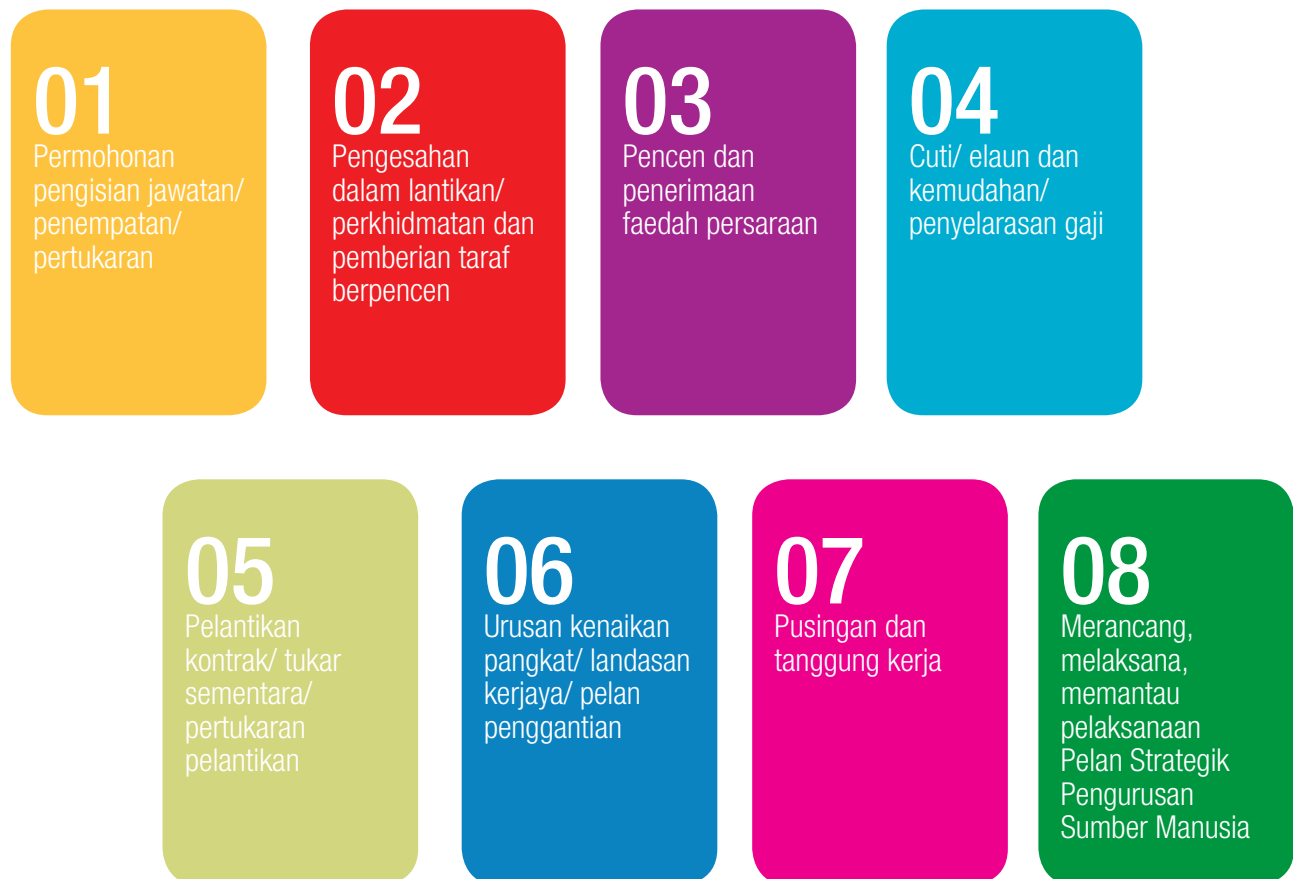 01
Permohonan
pengisian jawatan/
penempatan/
pertukaran
02
Pengesahan
dalam lantikan/
perkhidmatan dan
pemberian taraf
berpencen
03
Pencen dan
penerimaan
faedah persaraan
04
Cuti/ elaun dan
kemudahan/
penyelarasan gaji
05
Pelantikan
kontrak/ tukar
sementara/
pertukaran
pelantikan
06
Urusan kenaikan
pangkat/ landasan
kerjaya/ pelan
penggantian
07
Pusingan dan
tanggung kerja
08
Merancang,
melaksana,
memantau
pelaksanaan
Pelan Strategik
Pengurusan
Sumber Manusia